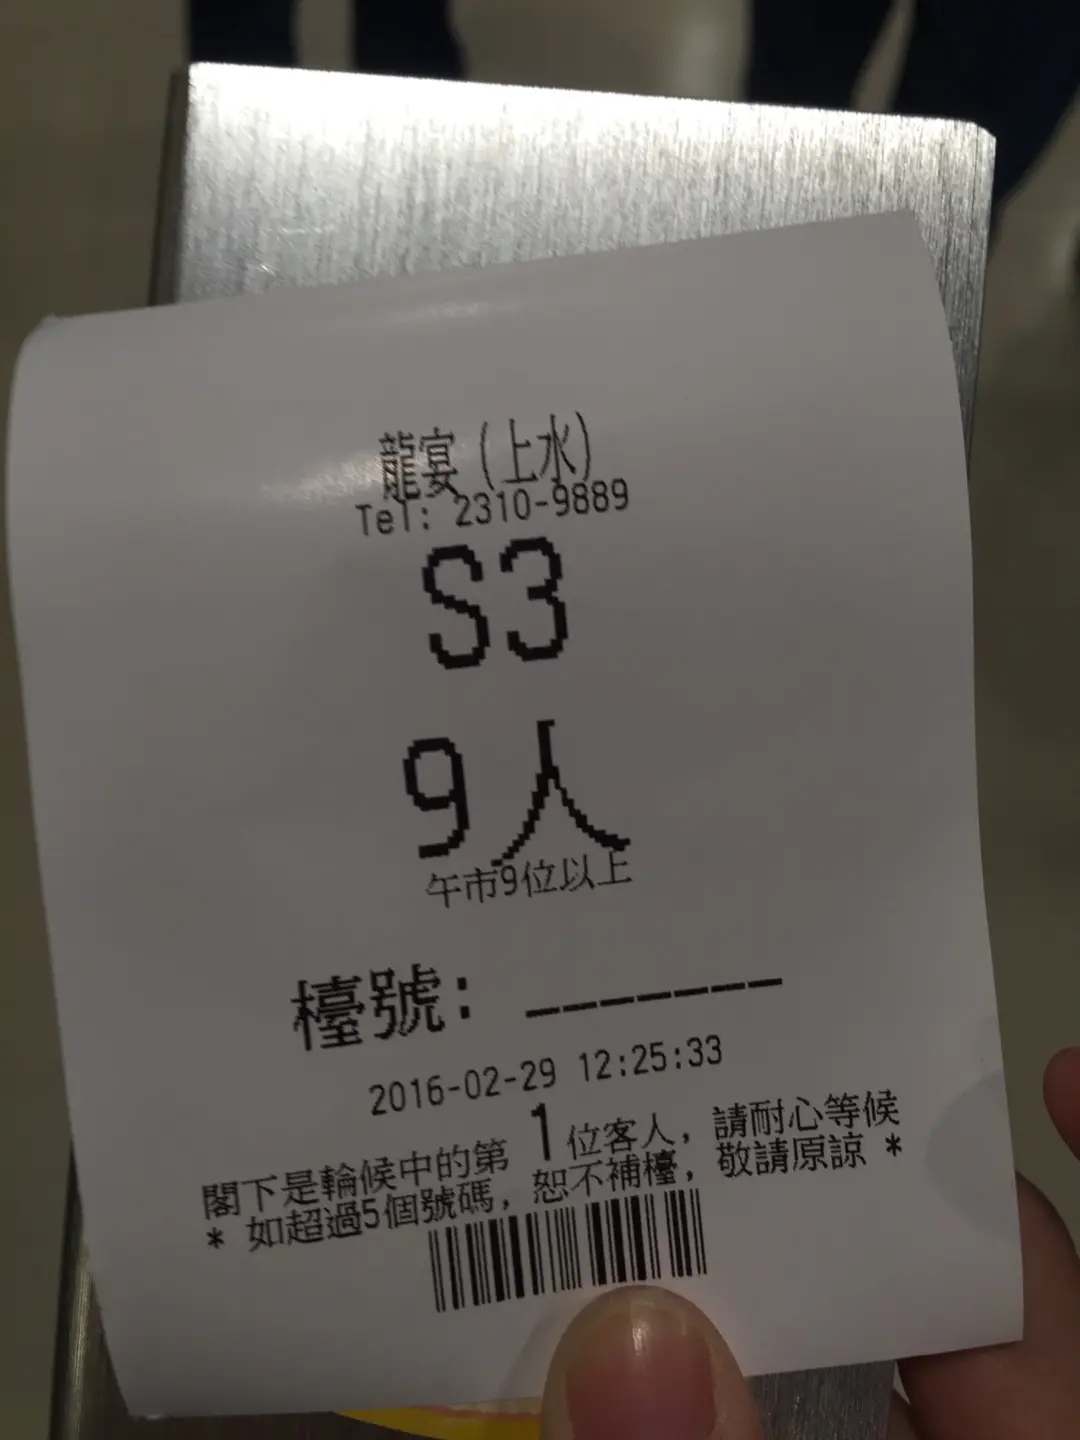 龍宴（上水）
Tel: 2310-9889
S3
9人
午市9位以上
檯號: _______
2016-02-29 12:25:33
閣下是輪候中的第 1 位客人, 請耐心等候
* 如超過5個號碼, 恕不補檯, 敬請原諒 *